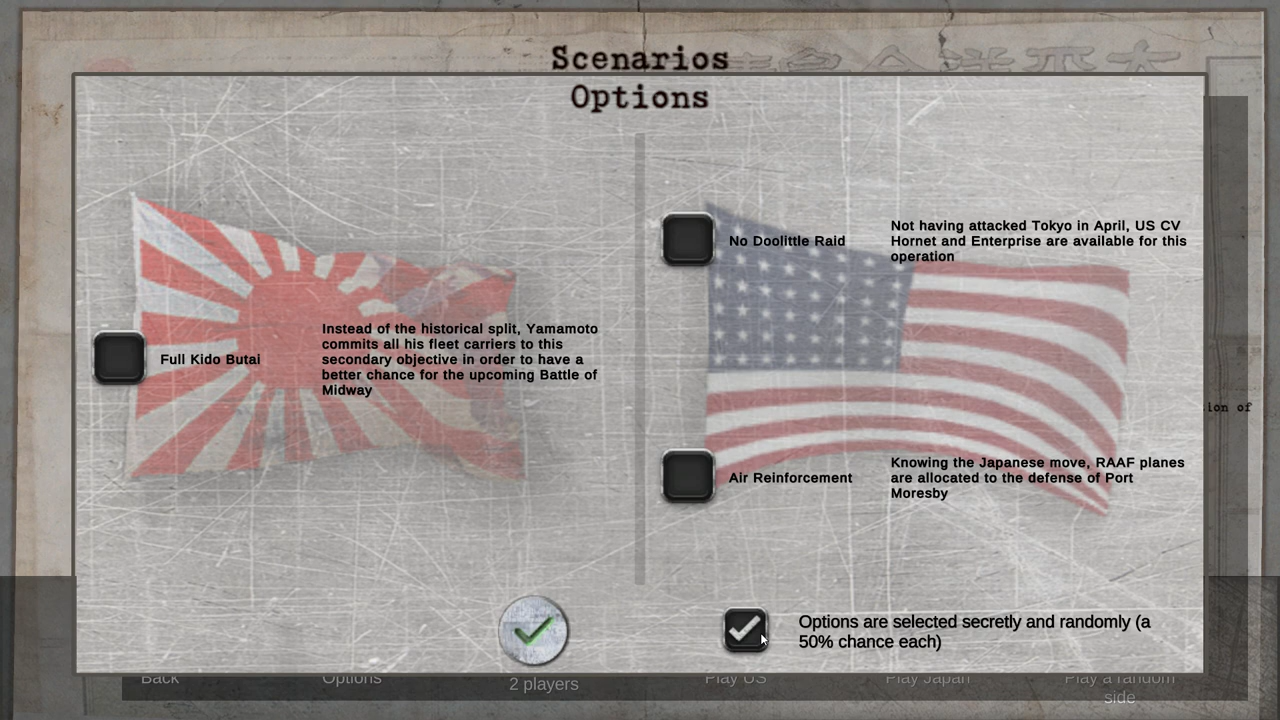 Scenarios
Options
Full Kido Butai
Instead of the historical split, Yamamoto
commits all his fleet carriers to this
secondary objective in order to have a
better chance for the upcoming Battle of
Midway
No Doolittle Raid
Not having attacked Tokyo in April, US CV
Hornet and Enterprise are available for this
operation
Air Reinforcement
Knowing the Japanese move, RAAF planes
are allocated to the defense of Port
Moresby
ion of
Options are selected secretly and randomly (a
50% chance each)
Back
Options
2 players
Play US
Play Japan
Play a random
side